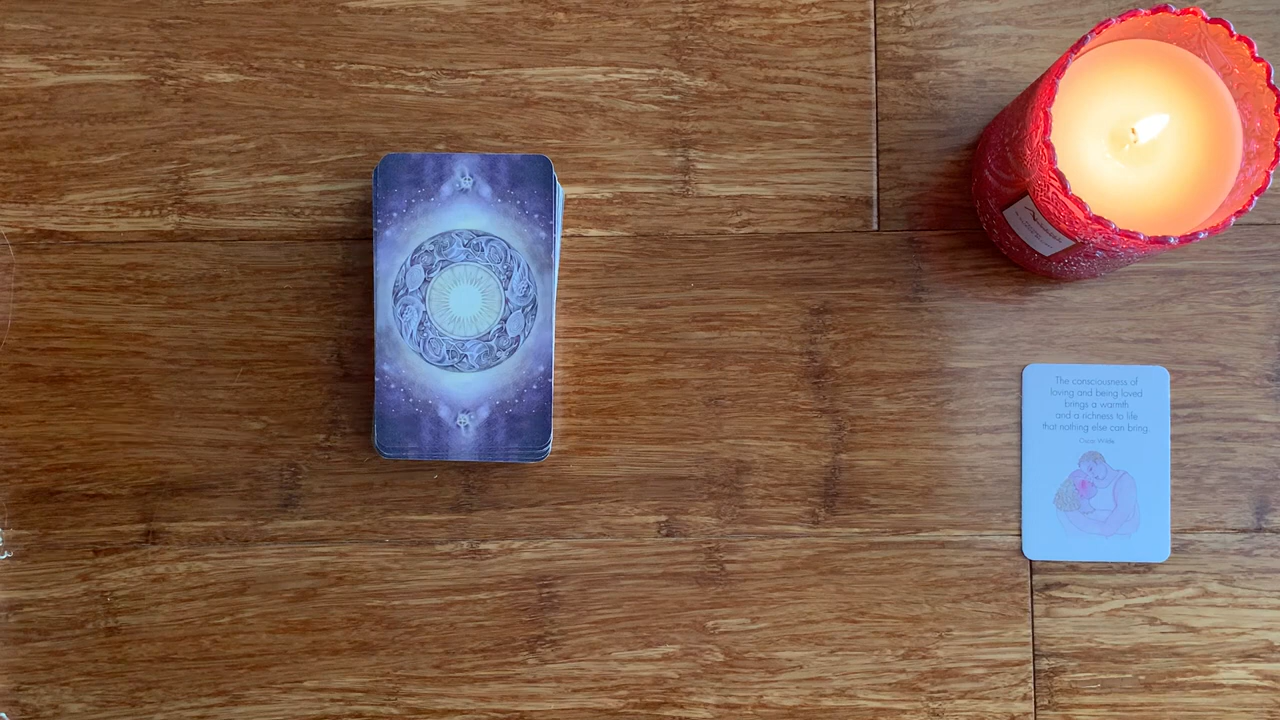 The consciousness of
loving and being loved
brings a warmth
and a richness to life
that nothing else can bring.
Oscar Wilde